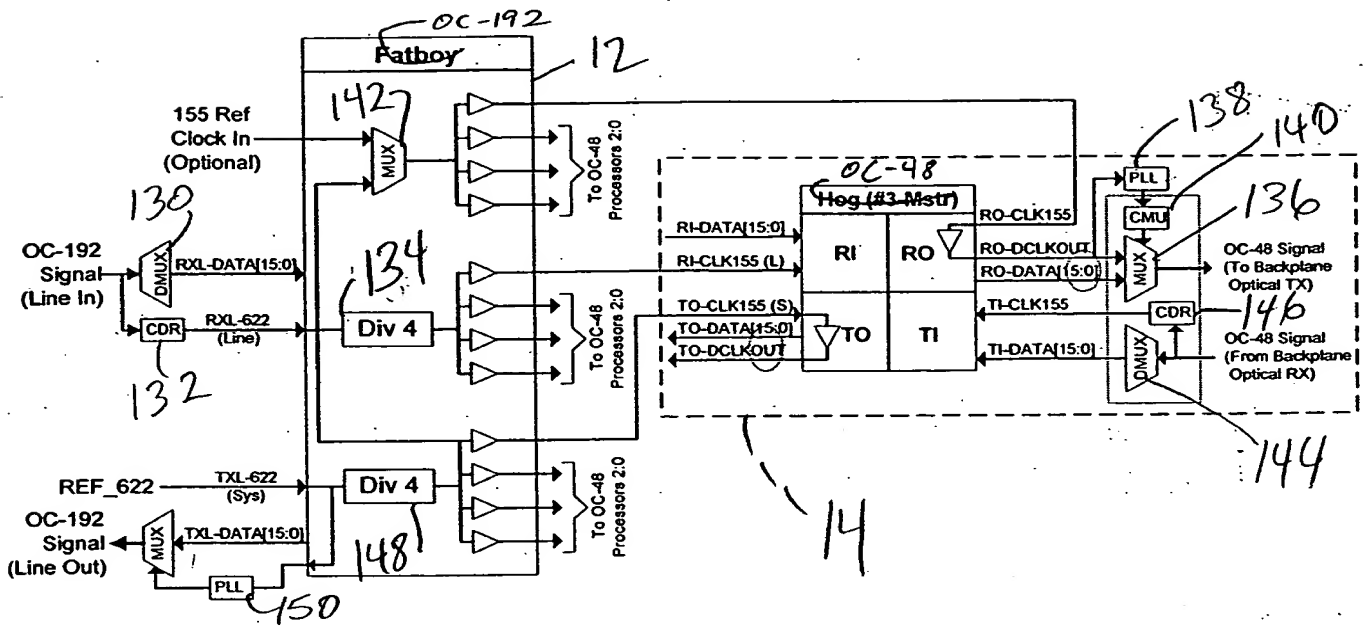 OC-192
Fatboy
12
142
155 Ref
Clock In
(Optional)
MUX
To OC-48
Processors 2:0
138
140
130
OC-192
Signal
(Line In)
DMUX
RXL-DATA[15:0]
134
CDR
RXL-622
(Line)
Div 4
132
To OC-48
Processors 2:0
OC-48
Hog (#3-Mstr)
PLL
CMU
136
RI-DATA[15:0]
RI
RO
RO-CLK155
RO-DCLKOUT
RI-CLK155 (L)
RO-DATA[15:0]
MUX
OC-48 Signal
(To Backplane
Optical TX)
TO-CLK155 (S)
TI-CLK155
CDR
146
TO-DATA[15:0]
TO
TI
TO-DCLKOUT
TI-DATA[15:0]
DMUX
OC-48 Signal
(From Backplane
Optical RX)
144
14
REF_622
TXL-622
(Sys)
Div 4
148
To OC-48
Processors 2:0
OC-192
Signal
(Line Out)
MUX
TXL-DATA[15:0]
PLL
150